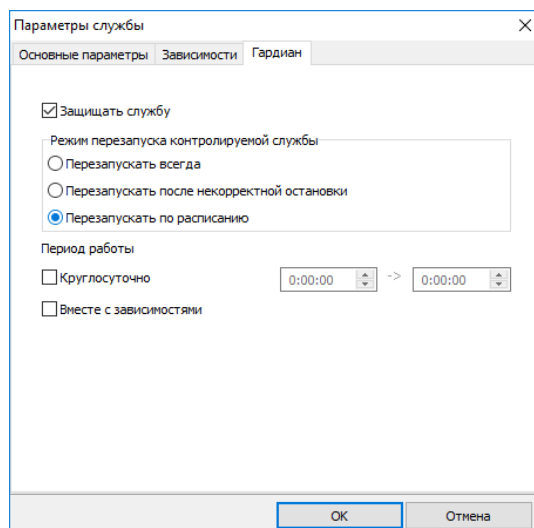 Параметры службы
Основные параметры Зависимости Гардиан
Защищать службу
Режим перезапуска контролируемой службы
Перезапускать всегда
Перезапускать после некорректной остановки
Перезапускать по расписанию
Период работы
Круглосуточно 0:00:00 -> 0:00:00
Вместе с зависимостями
OK Отмена